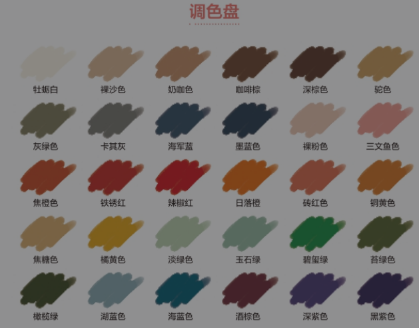 调色盘
牡蛎白 裸沙色 奶咖色 咖啡棕 深棕色 驼色
灰绿色 卡其灰 海军蓝 墨蓝色 裸粉色 三文鱼色
焦橙色 铁锈红 辣椒红 日落橙 砖红色 铜黄色
焦糖色 橘黄色 淡绿色 玉石绿 碧玺绿 苔绿色
橄榄绿 湖蓝色 海蓝色 酒棕色 深紫色 黑紫色